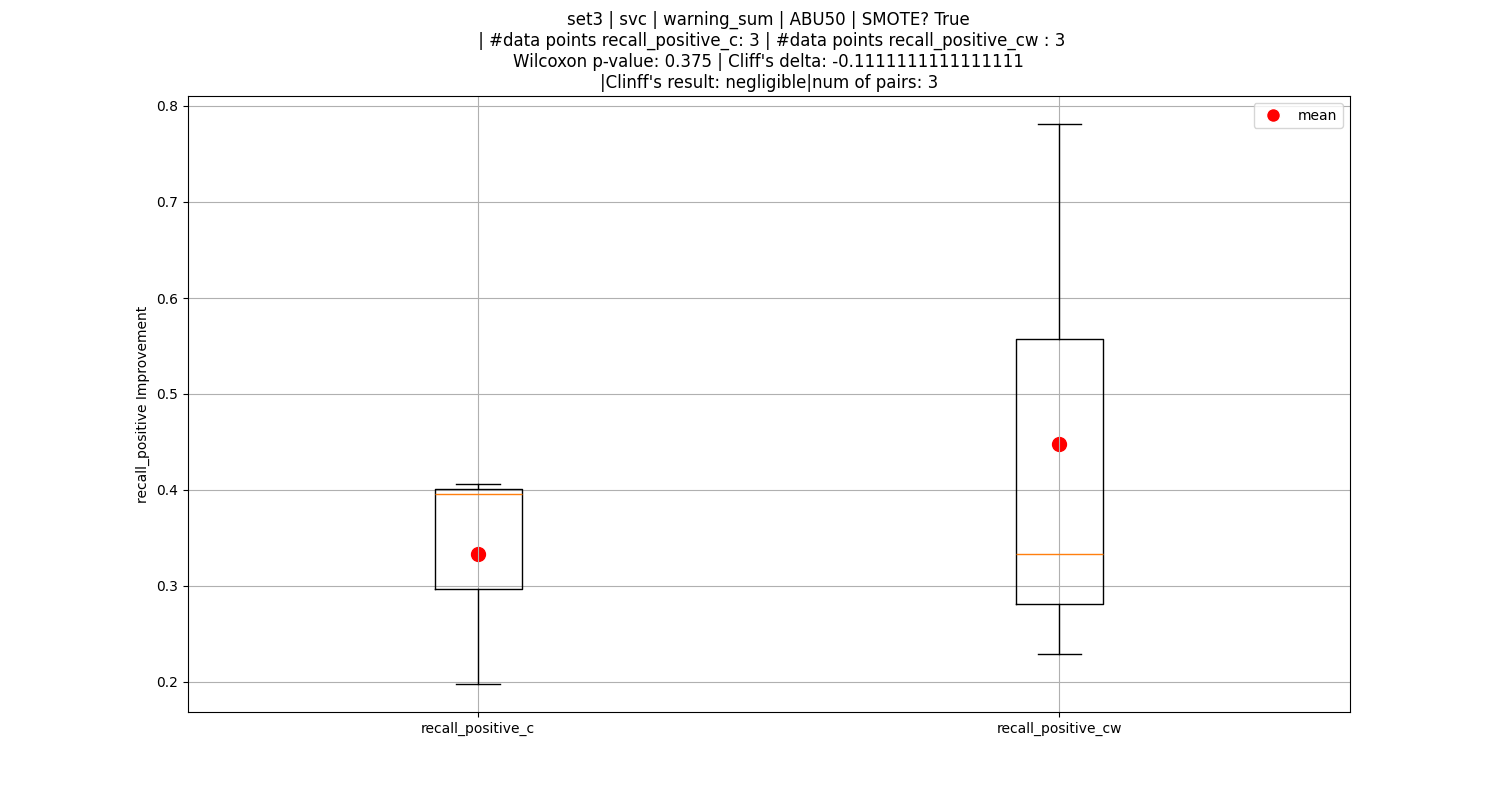 set3 | svc | warning_sum | ABU50 | SMOTE? True
| #data points recall_positive_c: 3 | #data points recall_positive_cw : 3
Wilcoxon p-value: 0.375 | Cliff's delta: -0.1111111111111111
|Clinff's result: negligible|num of pairs: 3
mean
recall_positive Improvement
0.8
0.7
0.6
0.5
0.4
0.3
0.2
recall_positive_c
recall_positive_cw